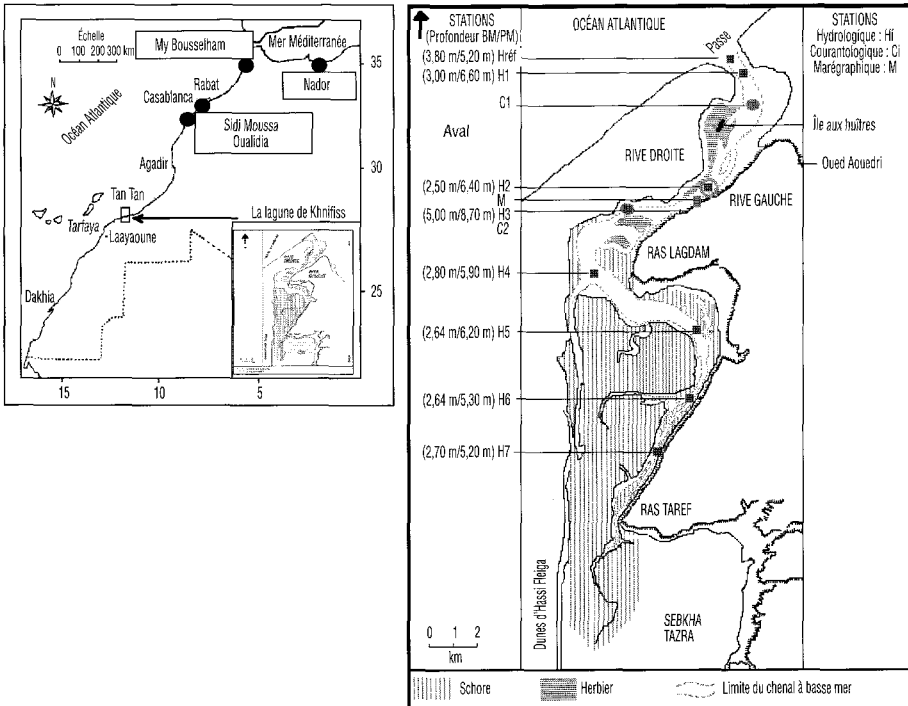 Échelle
0 100 200 300 km
My Bousselham
Mer Méditerranée
Nador
35
Rabat
Casablanca
Océan Atlantique
Sidi Moussa
Oualidia
Agadir
30
Tan Tan
Tarfaya
Laayaoune
La lagune de Khnifiss
Dakhia
25
15
10
5
STATIONS
(Profondeur BM/PM)
(3,80 m/5,20 m) Hréf
(3,00 m/6,60 m) H1
C1
Aval
(2,50 m/6,40 m) H2
M
(5,00 m/8,70 m) H3
C2
(2,80 m/5,90 m) H4
(2,64 m/6,20 m) H5
(2,64 m/5,30 m) H6
(2,70 m/5,20 m) H7
0 1 2
km
OCÉAN ATLANTIQUE
Passe
RIVE DROITE
RIVE GAUCHE
RAS LAGDAM
RAS TAREF
Dunes d'Hassi Fleiga
SEBKHA
TAZRA
STATIONS
Hydrologique : Hi
Courantologique : Ci
Marégraphique : M
Île aux huîtres
Oued Aouedri
Schore
Herbier
Limite du chenal à basse mer